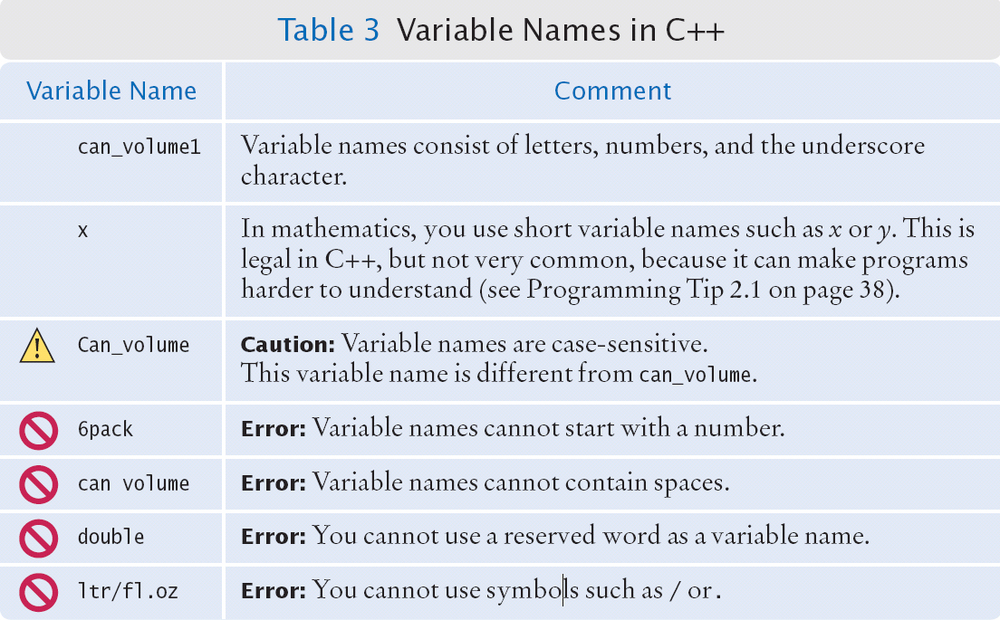 Table 3 Variable Names in C++
Variable Name Comment
can_volume1 Variable names consist of letters, numbers, and the underscore
character.
x In mathematics, you use short variable names such as x or y. This is
legal in C++, but not very common, because it can make programs
harder to understand (see Programming Tip 2.1 on page 38).
Can_volume Caution: Variable names are case-sensitive.
This variable name is different from can_volume.
6pack Error: Variable names cannot start with a number.
can volume Error: Variable names cannot contain spaces.
double Error: You cannot use a reserved word as a variable name.
ltr/fl.oz Error: You cannot use symbols such as / or .